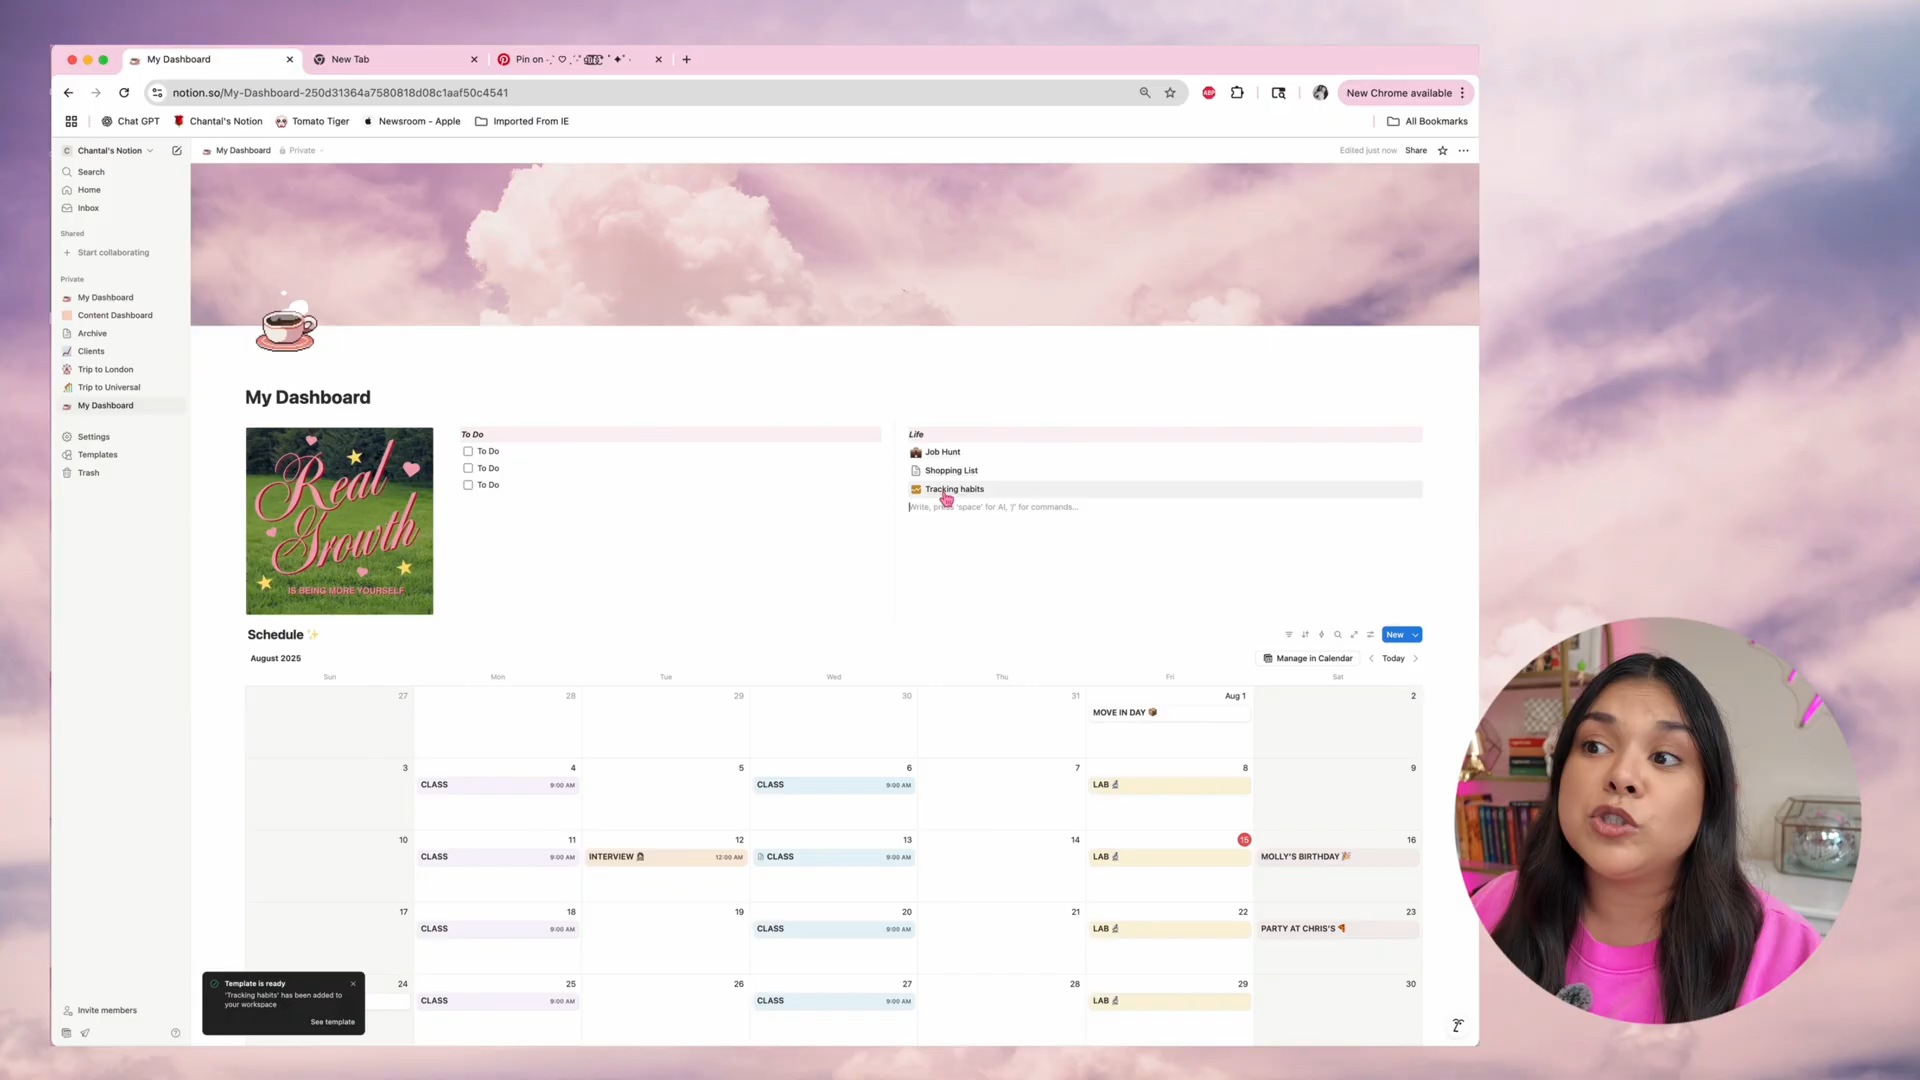 My Dashboard
New Tab
Pin on
notion.so/My-Dashboard-250d31364a7580818d08c1aaf50c4541
ABP
New Chrome available
Chat GPT
Chantal's Notion
Tomato Tiger
Newsroom - Apple
Imported From IE
All Bookmarks
C Chantal's Notion
My Dashboard
Private
Edited just now
Share
Search
Home
Inbox
Shared
Start collaborating
Private
My Dashboard
Content Dashboard
Archive
Clients
Trip to London
Trip to Universal
My Dashboard
Settings
Templates
Trash
Invite members
My Dashboard
Real
Growth
IS BEING MORE YOURSELF
To Do
To Do
To Do
To Do
Life
Job Hunt
Shopping List
Tracking habits
Write, press 'space' for AI, '/' for commands...
Schedule ✨
New
August 2025
Manage in Calendar
Today
Sun Mon Tue Wed Thu Fri Sat
27 28 29 30 31 Aug 1 2
MOVE IN DAY 📦
3 4 5 6 7 8 9
CLASS 9:00 AM
CLASS 9:00 AM
LAB 🔬
10 11 12 13 14 15 16
CLASS 9:00 AM
INTERVIEW 12:00 AM
CLASS 9:00 AM
LAB 🔬
MOLLY'S BIRTHDAY 🎉
17 18 19 20 21 22 23
CLASS 9:00 AM
CLASS 9:00 AM
LAB 🔬
PARTY AT CHRIS'S 🍕
24 25 26 27 28 29 30
CLASS 9:00 AM
CLASS 9:00 AM
LAB 🔬
Template is ready
'Tracking habits' has been added to
your workspace
See template